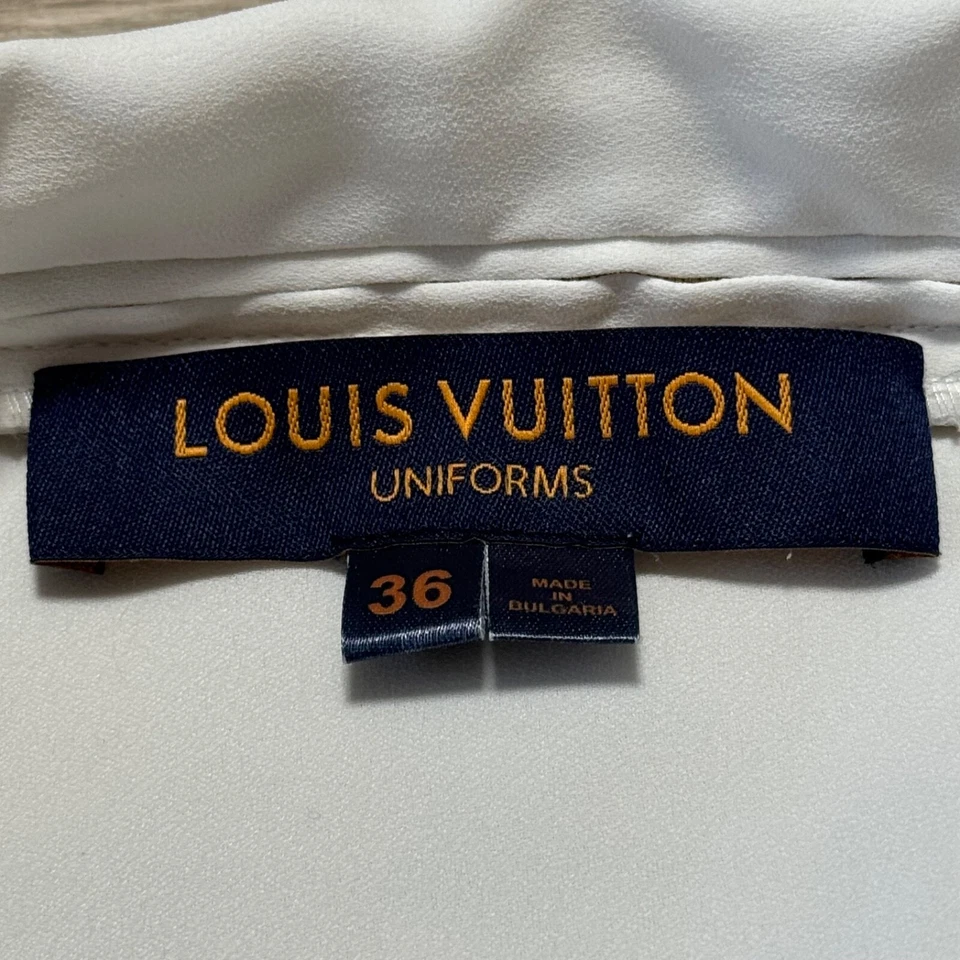 LOUIS VUITTON
UNIFORMS
36
MADE
IN
BULGARIA